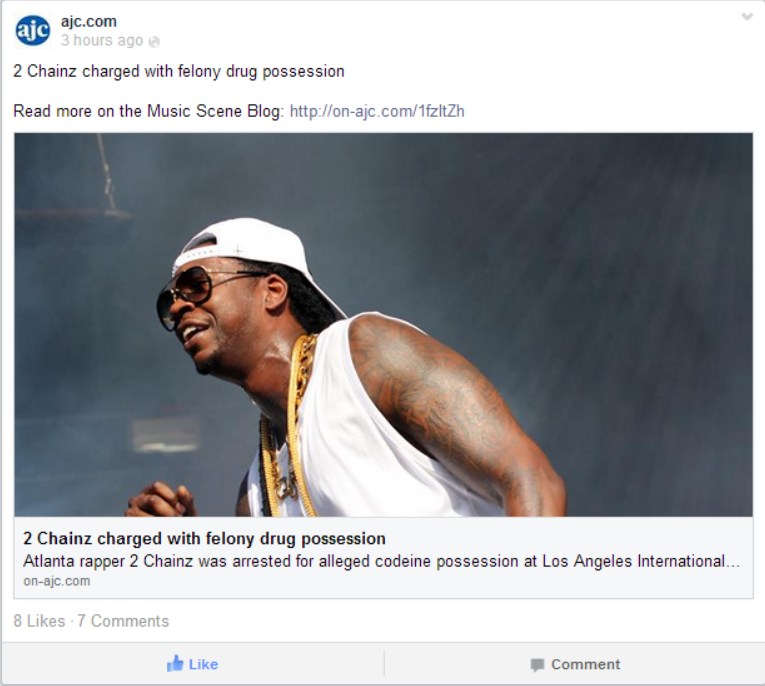 ajc
ajc.com
3 hours ago
2 Chainz charged with felony drug possession
Read more on the Music Scene Blog: http://on-ajc.com/1fzltZh
2 Chainz charged with felony drug possession
Atlanta rapper 2 Chainz was arrested for alleged codeine possession at Los Angeles International...
on-ajc.com
8 Likes · 7 Comments
Like
Comment